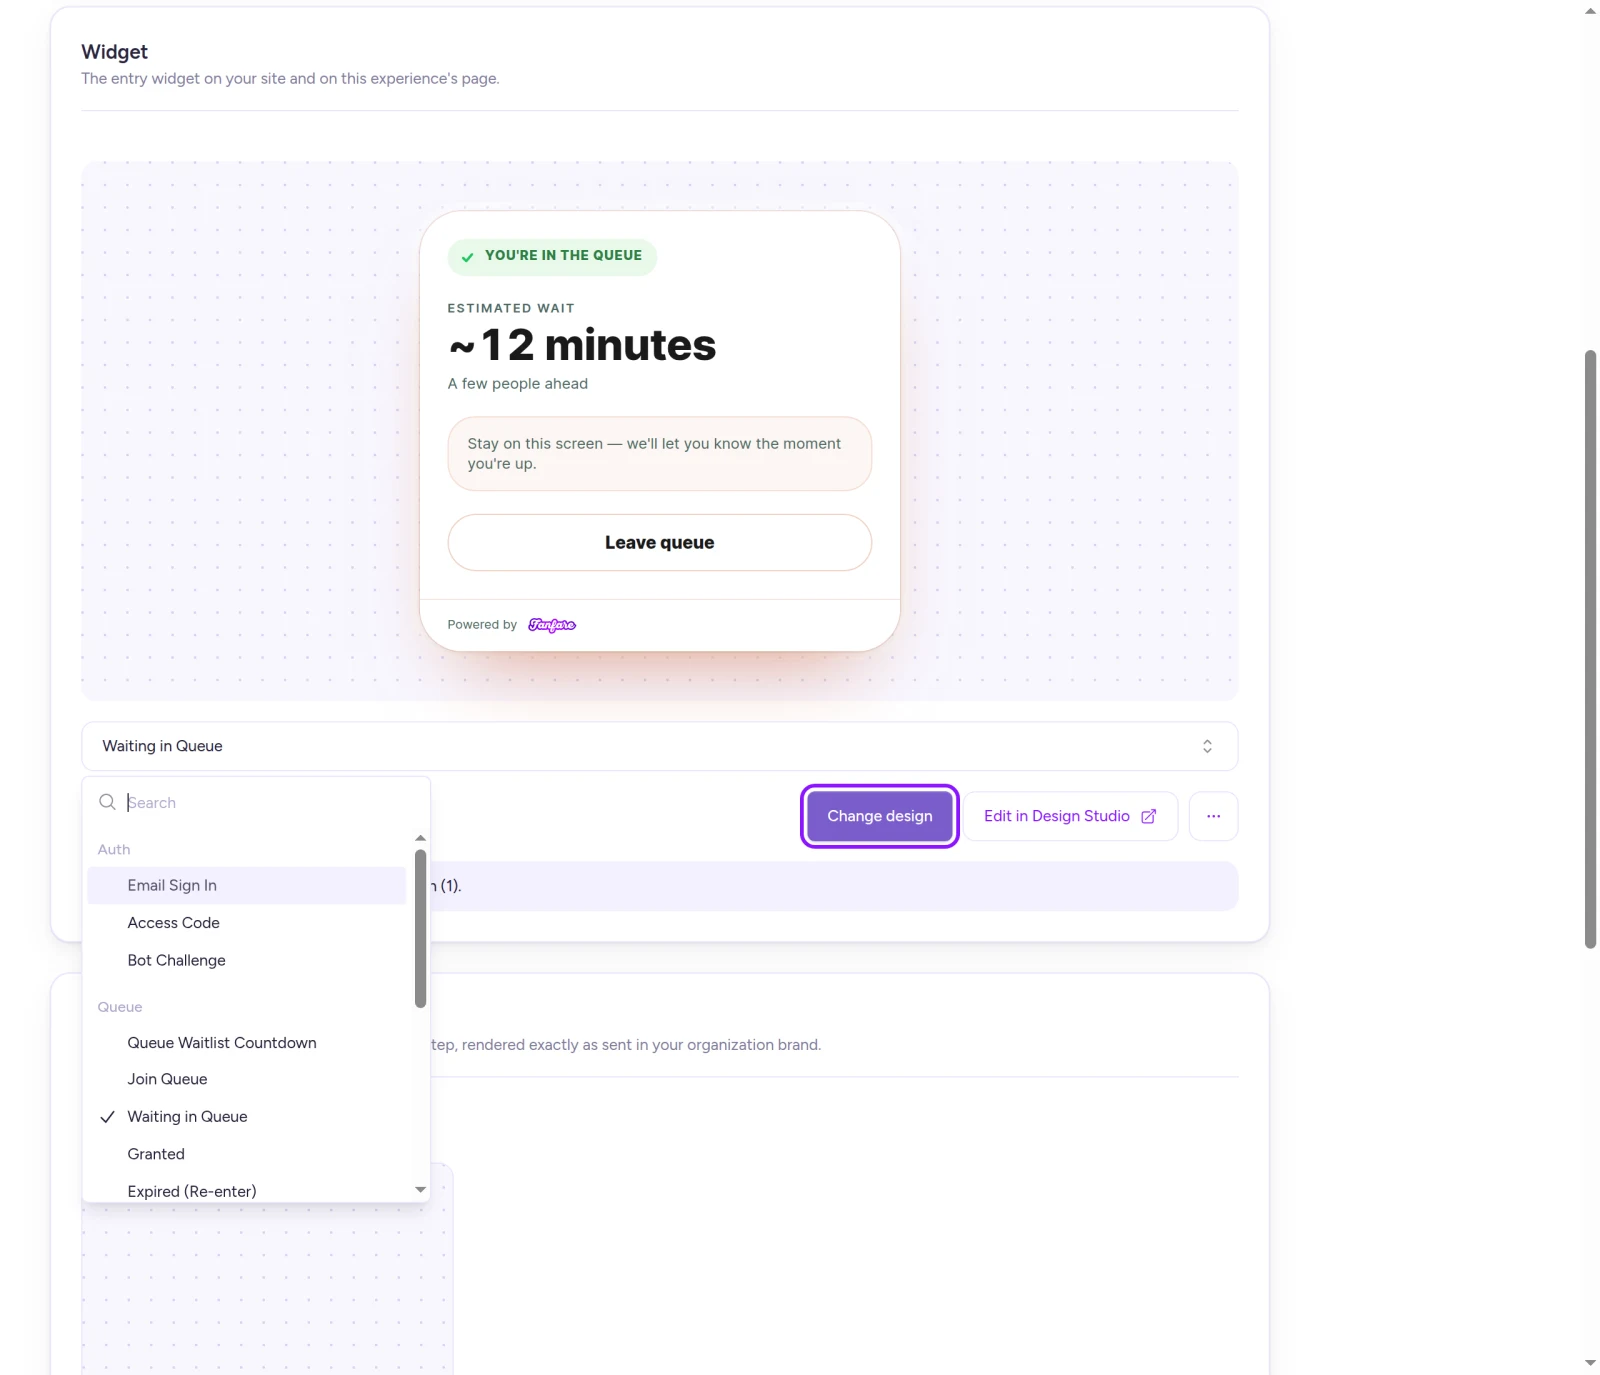 Widget
The entry widget on your site and on this experience's page.
YOU'RE IN THE QUEUE
ESTIMATED WAIT
~12 minutes
A few people ahead
Stay on this screen — we'll let you know the moment
you're up.
Leave queue
Powered by Fanfare
Waiting in Queue
Search
Change design
Edit in Design Studio
Auth
Email Sign In
(1).
Access Code
Bot Challenge
Queue
Queue Waitlist Countdown
rendered exactly as sent in your organization brand.
Join Queue
Waiting in Queue
Granted
Expired (Re-enter)